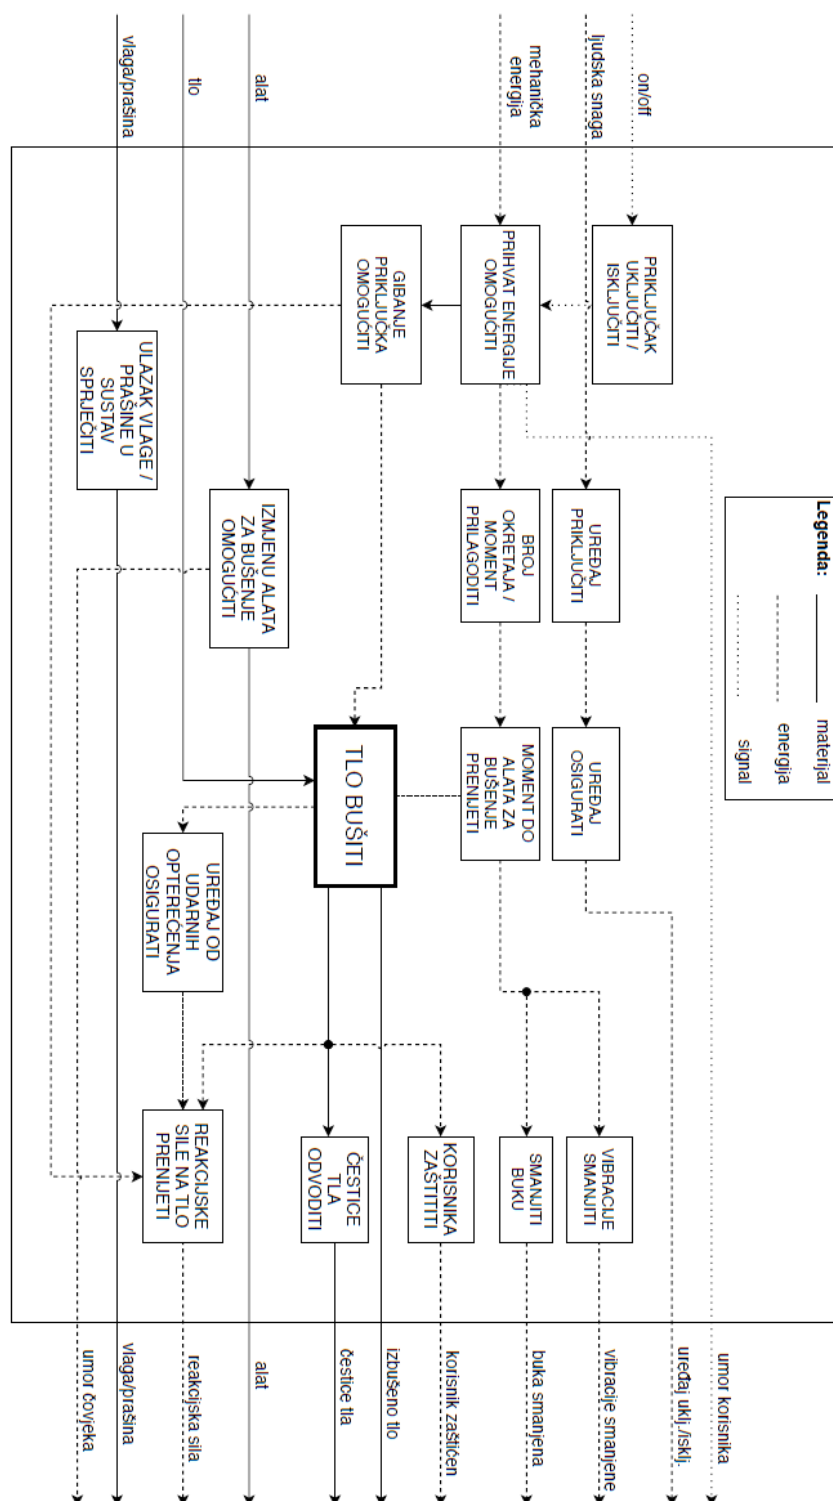 on/off
ljudska snaga
mehanička
energija
alat
tlo
vlaga/prašina
PRIKLJUČAK
UKLJUČITI /
ISKLJUČITI
PRIHVAT ENERGIJE
OMOGUĆITI
GIBANJE
PRIKLJUČKA
OMOGUĆITI
ULAZAK VLAGE /
PRAŠINE U
SUSTAV
SPRJEČITI
Legenda:
materijal
energija
signal
UREĐAJ
PRIKLJUČITI
BROJ
OKRETAJA /
MOMENT
PRILAGODITI
IZMJENU ALATA
ZA BUŠENJE
OMOGUĆITI
UREĐAJ
OSIGURATI
MOMENT DO
ALATA ZA
BUŠENJE
PRENIJETI
TLO BUŠITI
UREĐAJ OD
UDARNIH
OPTEREĆENJA
OSIGURATI
VIBRACIJE
SMANJITI
SMANJITI
BUKU
KORISNIKA
ZAŠTITITI
ČESTICE
TLA
ODVODITI
REAKCIJSKE
SILE NA TLO
PRENIJETI
umor korisnika
uređaj uklj./isklj.
vibracije smanjene
buka smanjena
korisnik zaštićen
izbušeno tlo
čestice tla
alat
reakcijska sila
vlaga/prašina
umor čovjeka